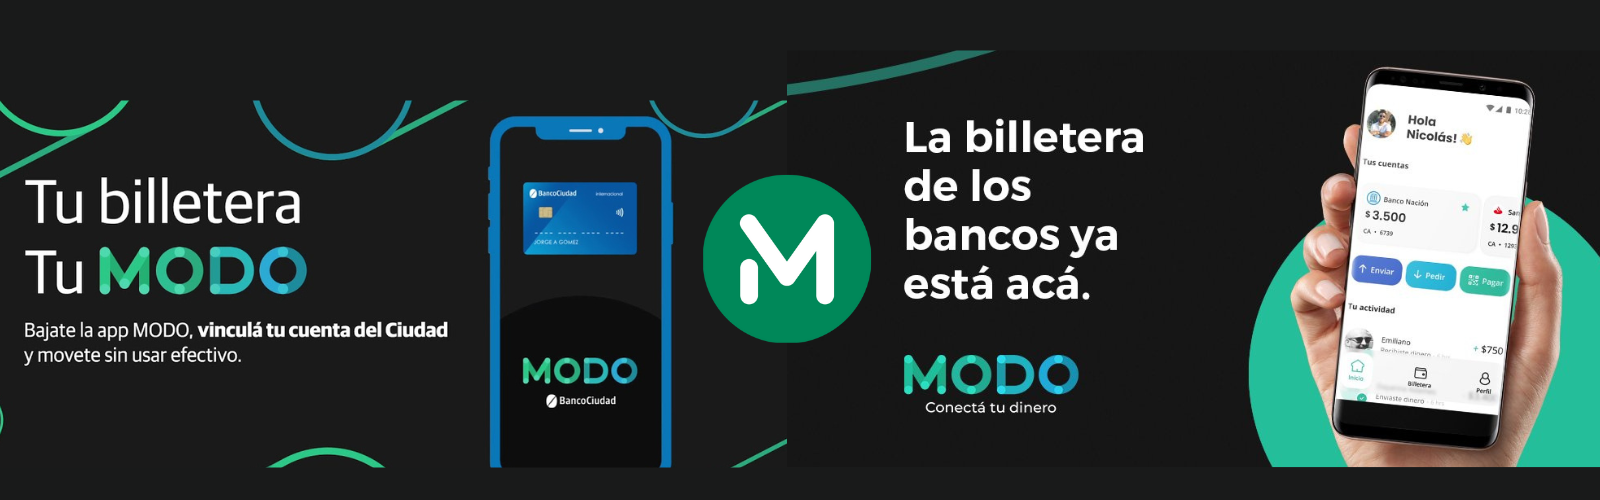 Tu billetera
Tu MODO
Bajate la app MODO, vinculá tu cuenta del Ciudad
y movete sin usar efectivo.
BancoCiudad
Internacional
JORGE A GOMEZ
MODO
BancoCiudad
M
La billetera
de los
bancos ya
está acá.
MODO
Conectá tu dinero
Hola
Nicolás! 👋
Tus cuentas
Banco Nación
$ 3.500
CA • 6739
San
$12.9
CA •
Enviar
Pedir
Pagar
Tu actividad
Emiliano
+ $750
Recibiste dinero
Inicio
Billetera
Perfil
Enviaste dinero